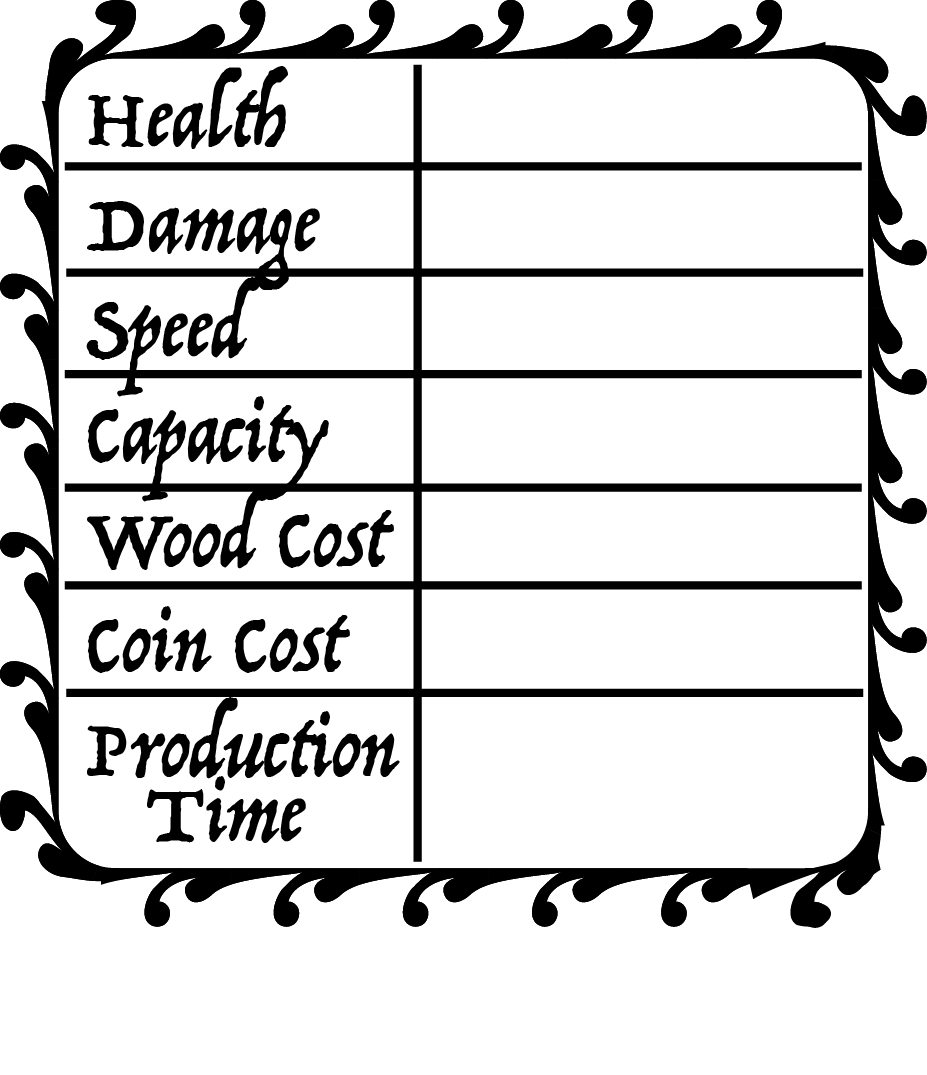 Health
Damage
Speed
Capacity
Wood Cost
Coin Cost
Production
Time